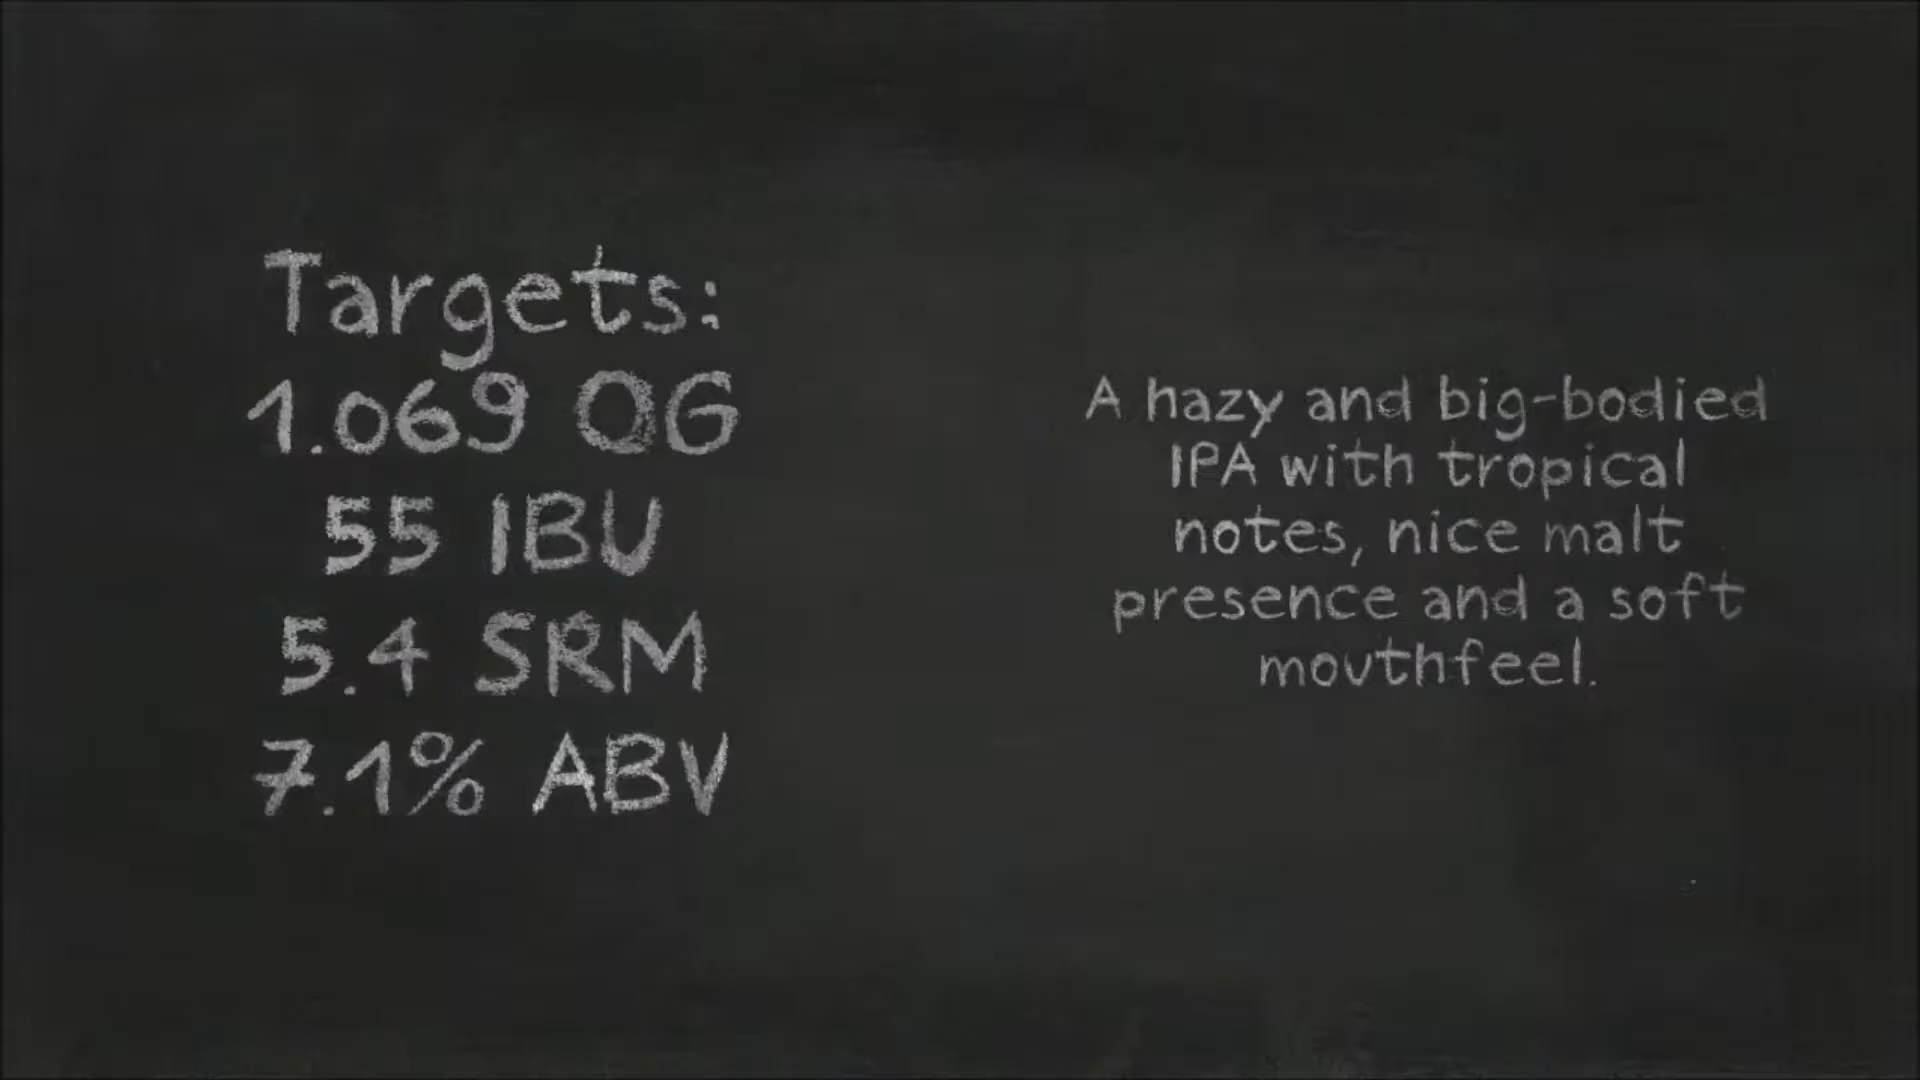 Targets:
1.069 OG
55 IBU
5.4 SRM
7.1% ABV
A hazy and big-bodied
IPA with tropical
notes, nice malt
presence and a soft
mouthfeel.